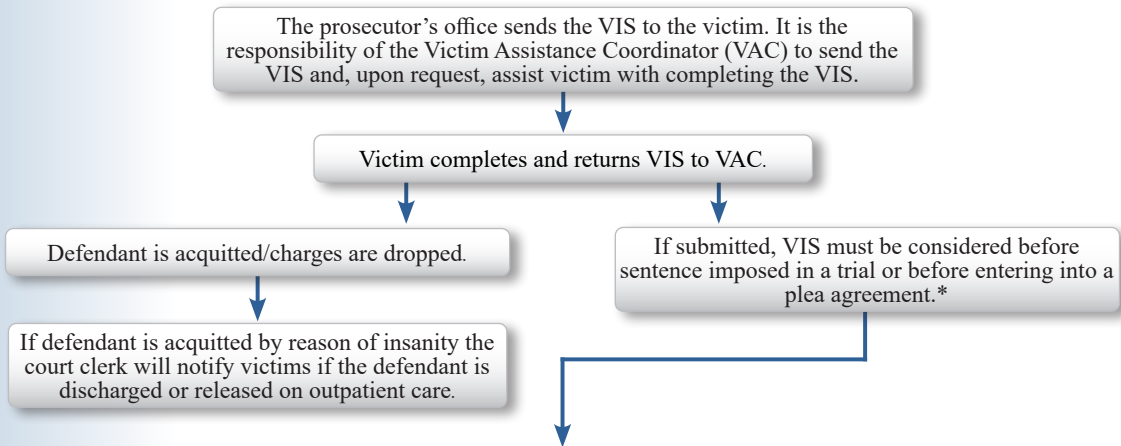 The prosecutor’s office sends the VIS to the victim. It is the
responsibility of the Victim Assistance Coordinator (VAC) to send the
VIS and, upon request, assist victim with completing the VIS.
Victim completes and returns VIS to VAC.
Defendant is acquitted/charges are dropped.
If submitted, VIS must be considered before
sentence imposed in a trial or before entering into a
plea agreement.*
If defendant is acquitted by reason of insanity the
court clerk will notify victims if the defendant is
discharged or released on outpatient care.